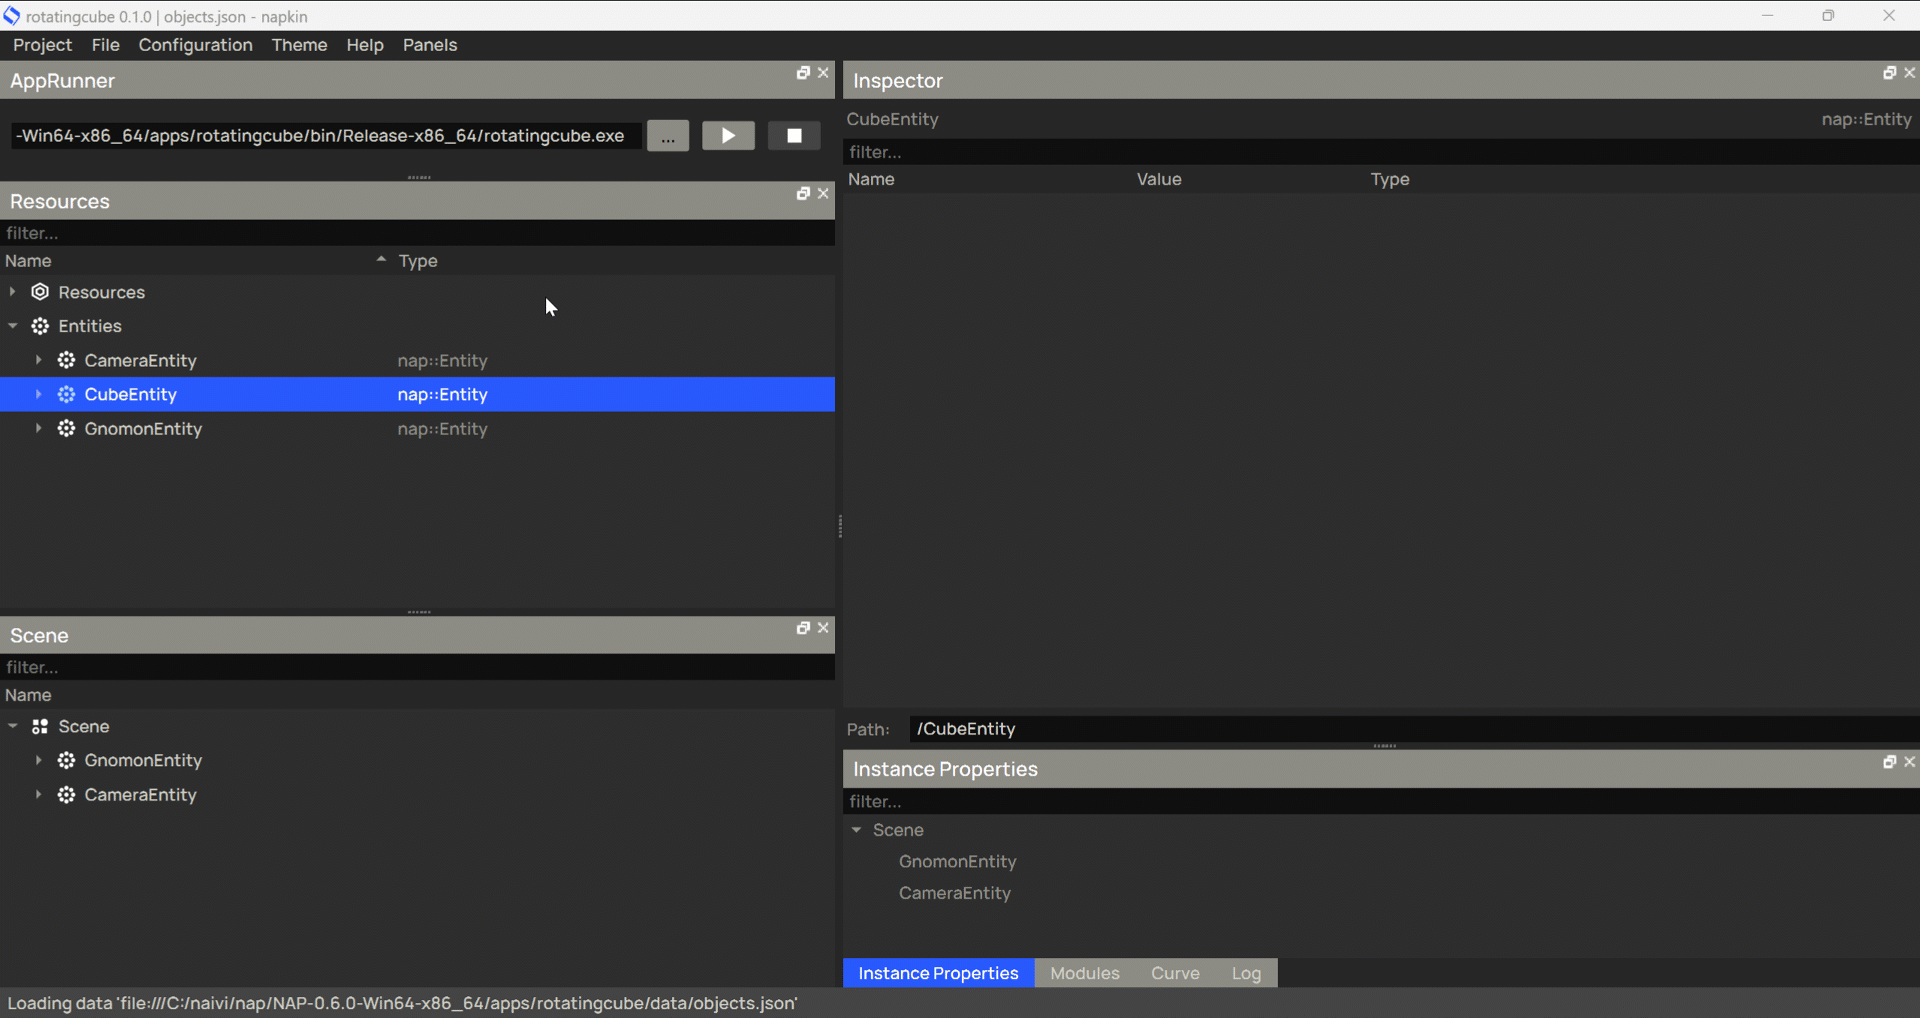 rotatingcube 0.1.0 | objects.json - napkin
Project File Configuration Theme Help Panels
AppRunner
-Win64-x86_64/apps/rotatingcube/bin/Release-x86_64/rotatingcube.exe ...
Resources
filter...
Name Type
Resources
Entities
CameraEntity nap::Entity
CubeEntity nap::Entity
GnomonEntity nap::Entity
Scene
filter...
Name
Scene
GnomonEntity
CameraEntity
Inspector
CubeEntity nap::Entity
filter...
Name Value Type
Path: /CubeEntity
Instance Properties
filter...
Scene
GnomonEntity
CameraEntity
Instance Properties Modules Curve Log
Loading data 'file:///C:/naivi/nap/NAP-0.6.0-Win64-x86_64/apps/rotatingcube/data/objects.json'